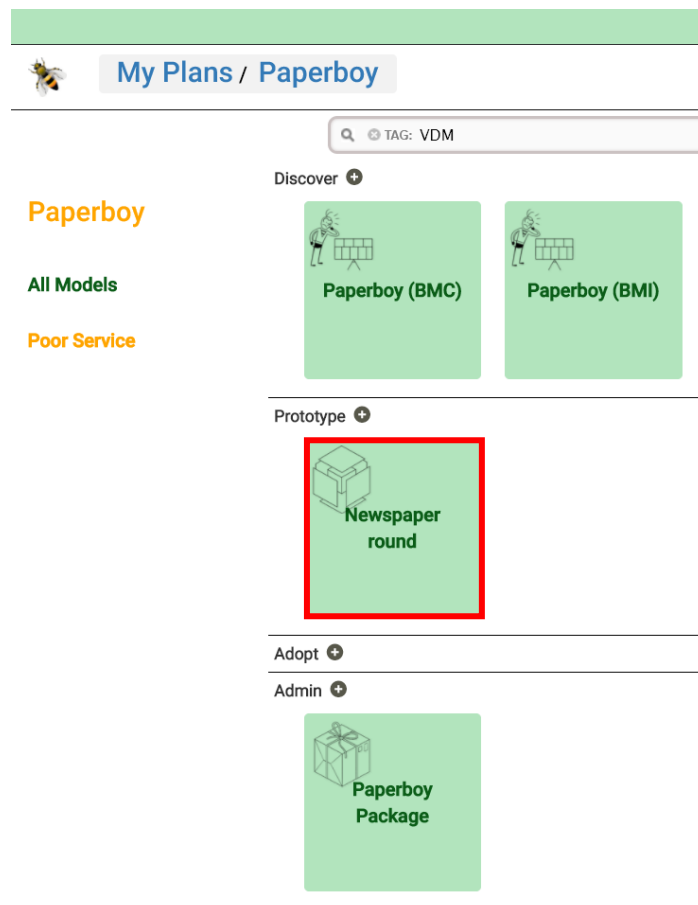 My Plans / Paperboy
TAG: VDM
Discover
Paperboy
Paperboy (BMC)
Paperboy (BMI)
All Models
Poor Service
Prototype
Newspaper
round
Adopt
Admin
Paperboy
Package